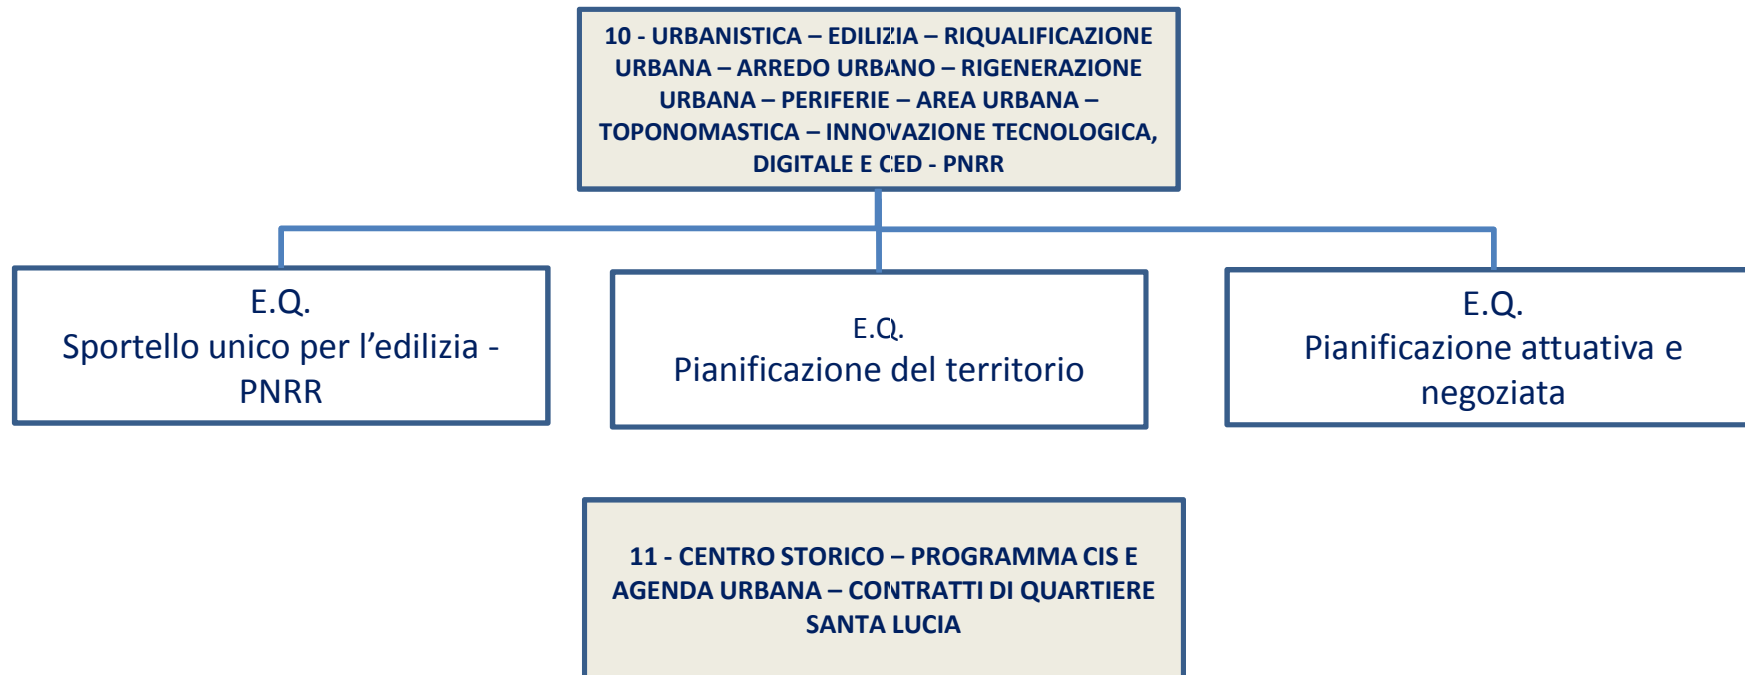 10 - URBANISTICA – EDILIZIA – RIQUALIFICAZIONE
URBANA – ARREDO URBANO – RIGENERAZIONE
URBANA – PERIFERIE – AREA URBANA –
TOPONOMASTICA – INNOVAZIONE TECNOLOGICA,
DIGITALE E CED - PNRR
E.Q.
Sportello unico per l’edilizia -
PNRR
E.Q.
Pianificazione del territorio
E.Q.
Pianificazione attuativa e
negoziata
11 - CENTRO STORICO – PROGRAMMA CIS E
AGENDA URBANA – CONTRATTI DI QUARTIERE
SANTA LUCIA